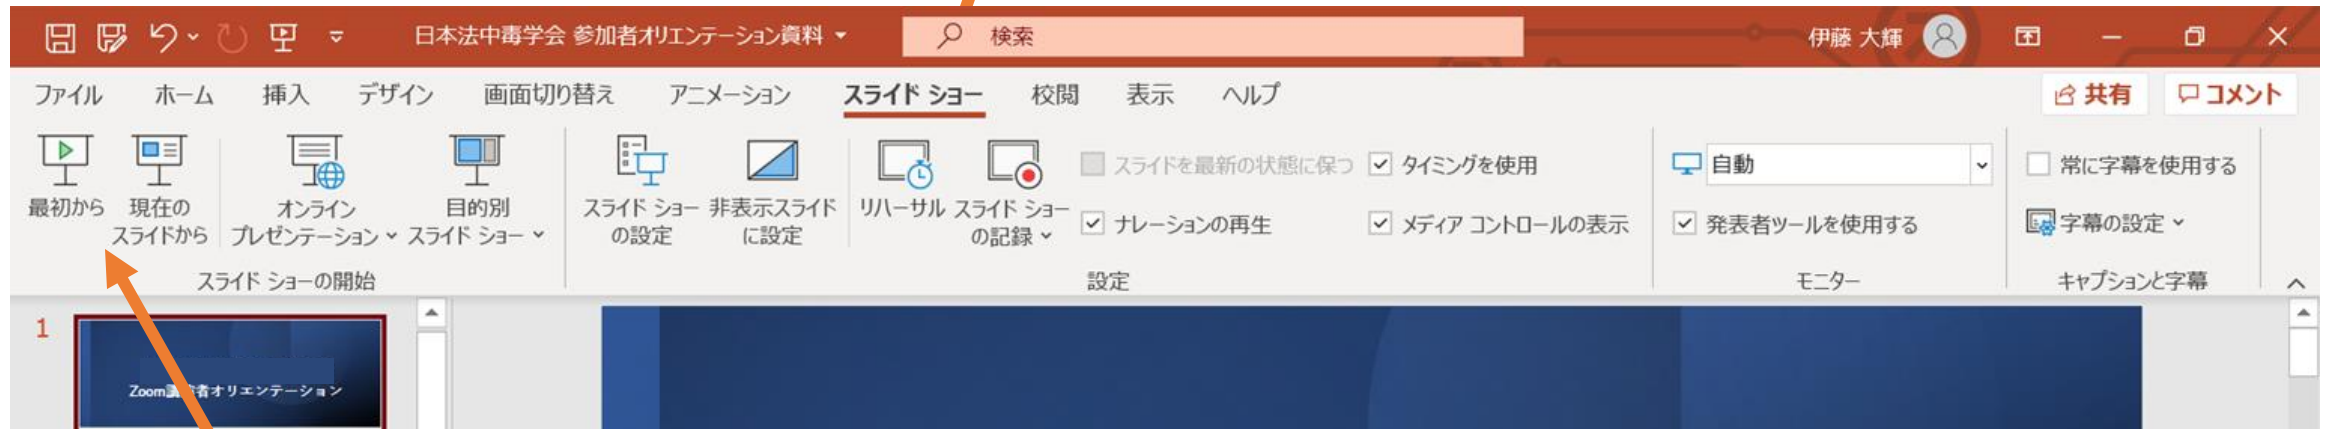 日本法中毒学会 参加者オリエンテーション資料
検索
伊藤 大輝
ファイル ホーム 挿入 デザイン 画面切り替え アニメーション スライド ショー 校閲 表示 ヘルプ
共有 コメント
最初から
現在の
スライドから
オンライン
プレゼンテーション
目的別
スライド ショー
スライド ショーの開始
スライド ショー
の設定
非表示スライド
に設定
リハーサル
スライド ショー
の記録
スライドを最新の状態に保つ
タイミングを使用
ナレーションの再生
メディア コントロールの表示
設定
自動
発表者ツールを使用する
モニター
常に字幕を使用する
字幕の設定
キャプションと字幕
1
Zoom 者オリエンテーション